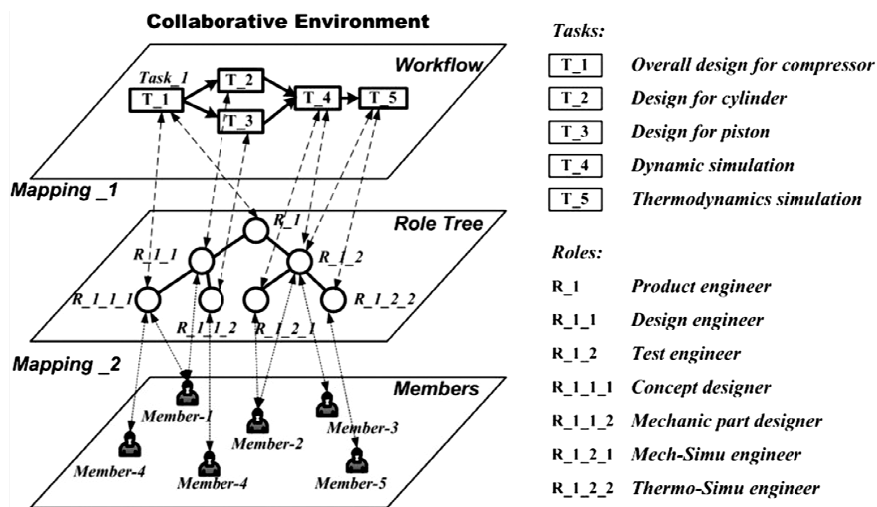 Collaborative Environment
Workflow
Task_1
T_1
T_2
T_3
T_4
T_5
Mapping _1
R_1
Role Tree
R_1_1
R_1_2
R_1_1_1
R_1_1_2
R_1_2_1
R_1_2_2
Mapping _2
Members
Member-1
Member-2
Member-3
Member-4
Member-4
Member-5
Tasks:
T_1 Overall design for compressor
T_2 Design for cylinder
T_3 Design for piston
T_4 Dynamic simulation
T_5 Thermodynamics simulation
Roles:
R_1 Product engineer
R_1_1 Design engineer
R_1_2 Test engineer
R_1_1_1 Concept designer
R_1_1_2 Mechanic part designer
R_1_2_1 Mech-Simu engineer
R_1_2_2 Thermo-Simu engineer